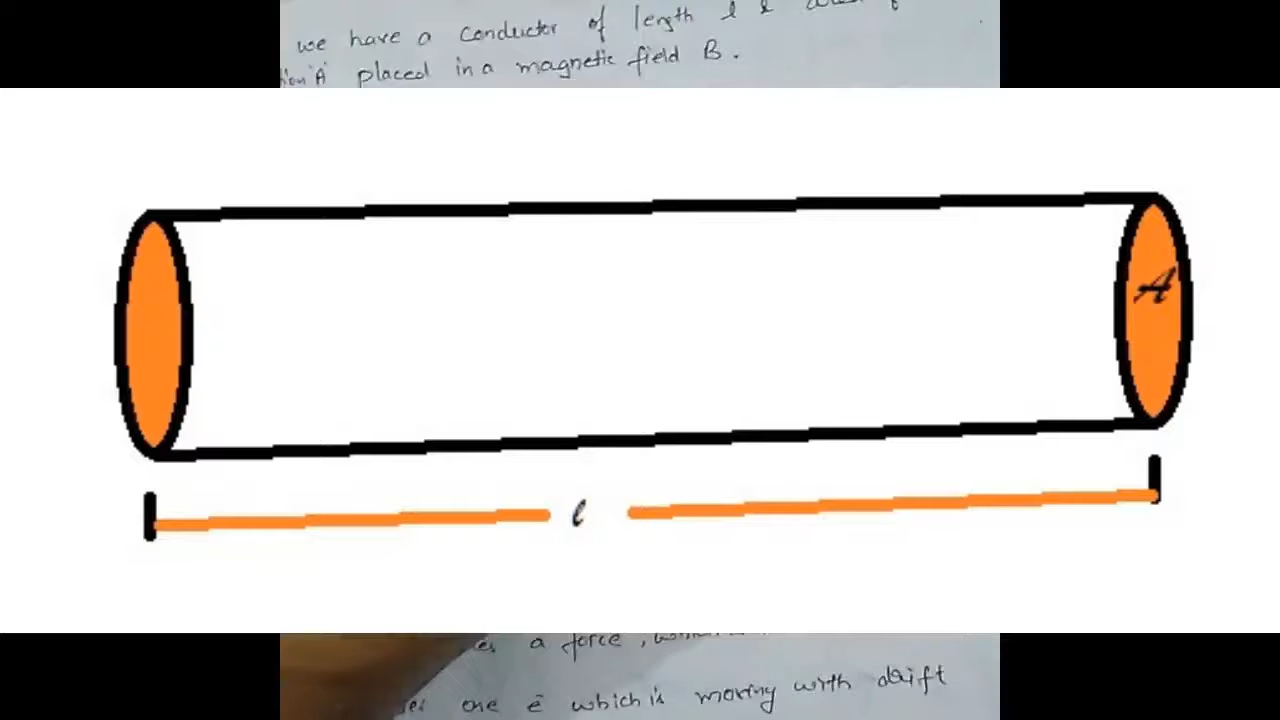 we have a conductor of length l &
'A' placed in a magnetic field B.
A
l
a force,
one e̅ which is moving with drift